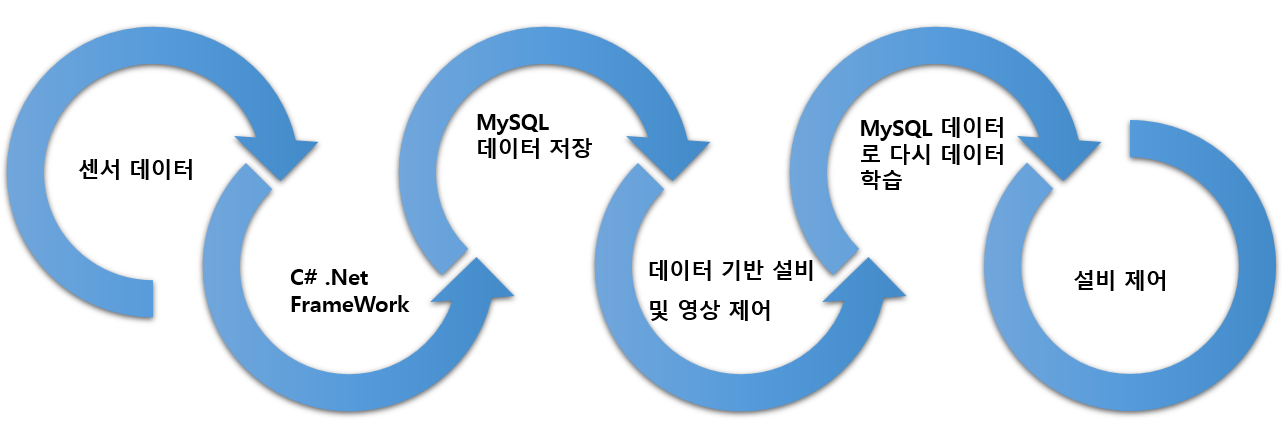 센서 데이터
C# .Net
FrameWork
MySQL
데이터 저장
데이터 기반 설비
및 영상 제어
MySQL 데이터
로 다시 데이터
학습
설비 제어